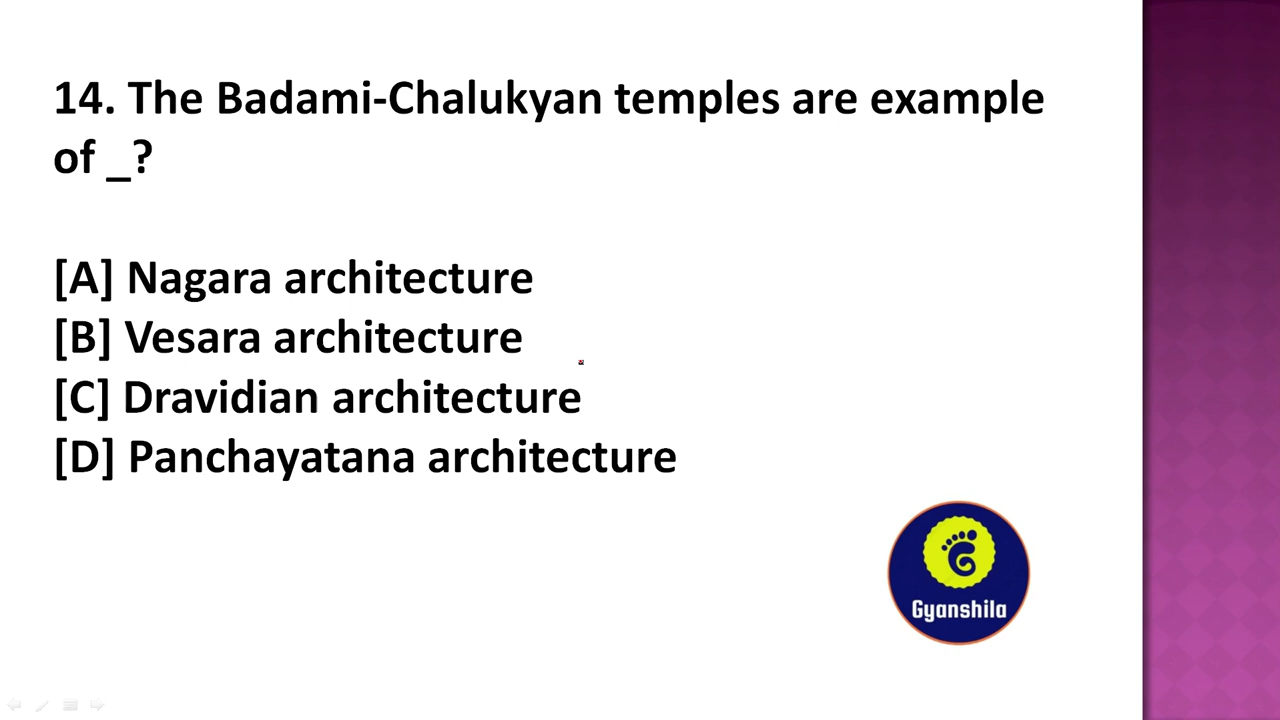 14. The Badami-Chalukyan temples are example
of _?
[A] Nagara architecture
[B] Vesara architecture
[C] Dravidian architecture
[D] Panchayatana architecture
Gyanshila